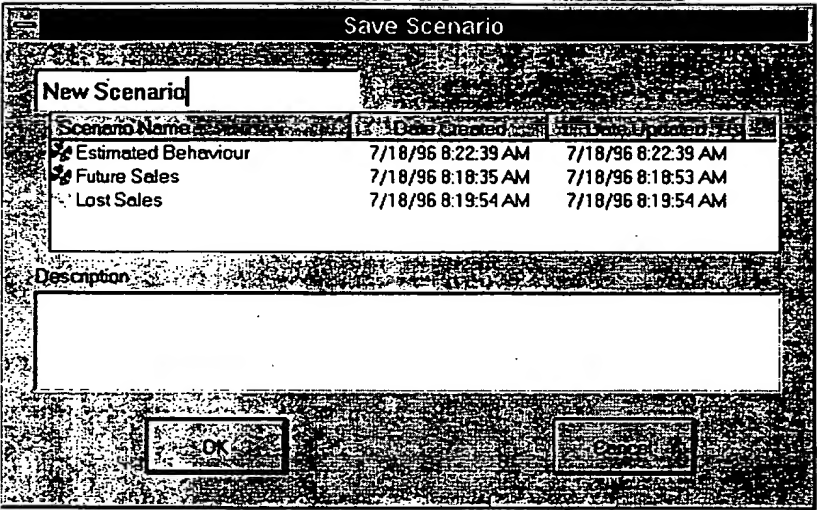 Save Scenario
New Scenario
Scenario Name Date Created Date Updated
Estimated Behaviour 7/18/96 8:22:39 AM 7/18/96 8:22:39 AM
Future Sales 7/18/96 8:18:35 AM 7/18/96 8:18:53 AM
Lost Sales 7/18/96 8:19:54 AM 7/18/96 8:19:54 AM
Description
OK Cancel